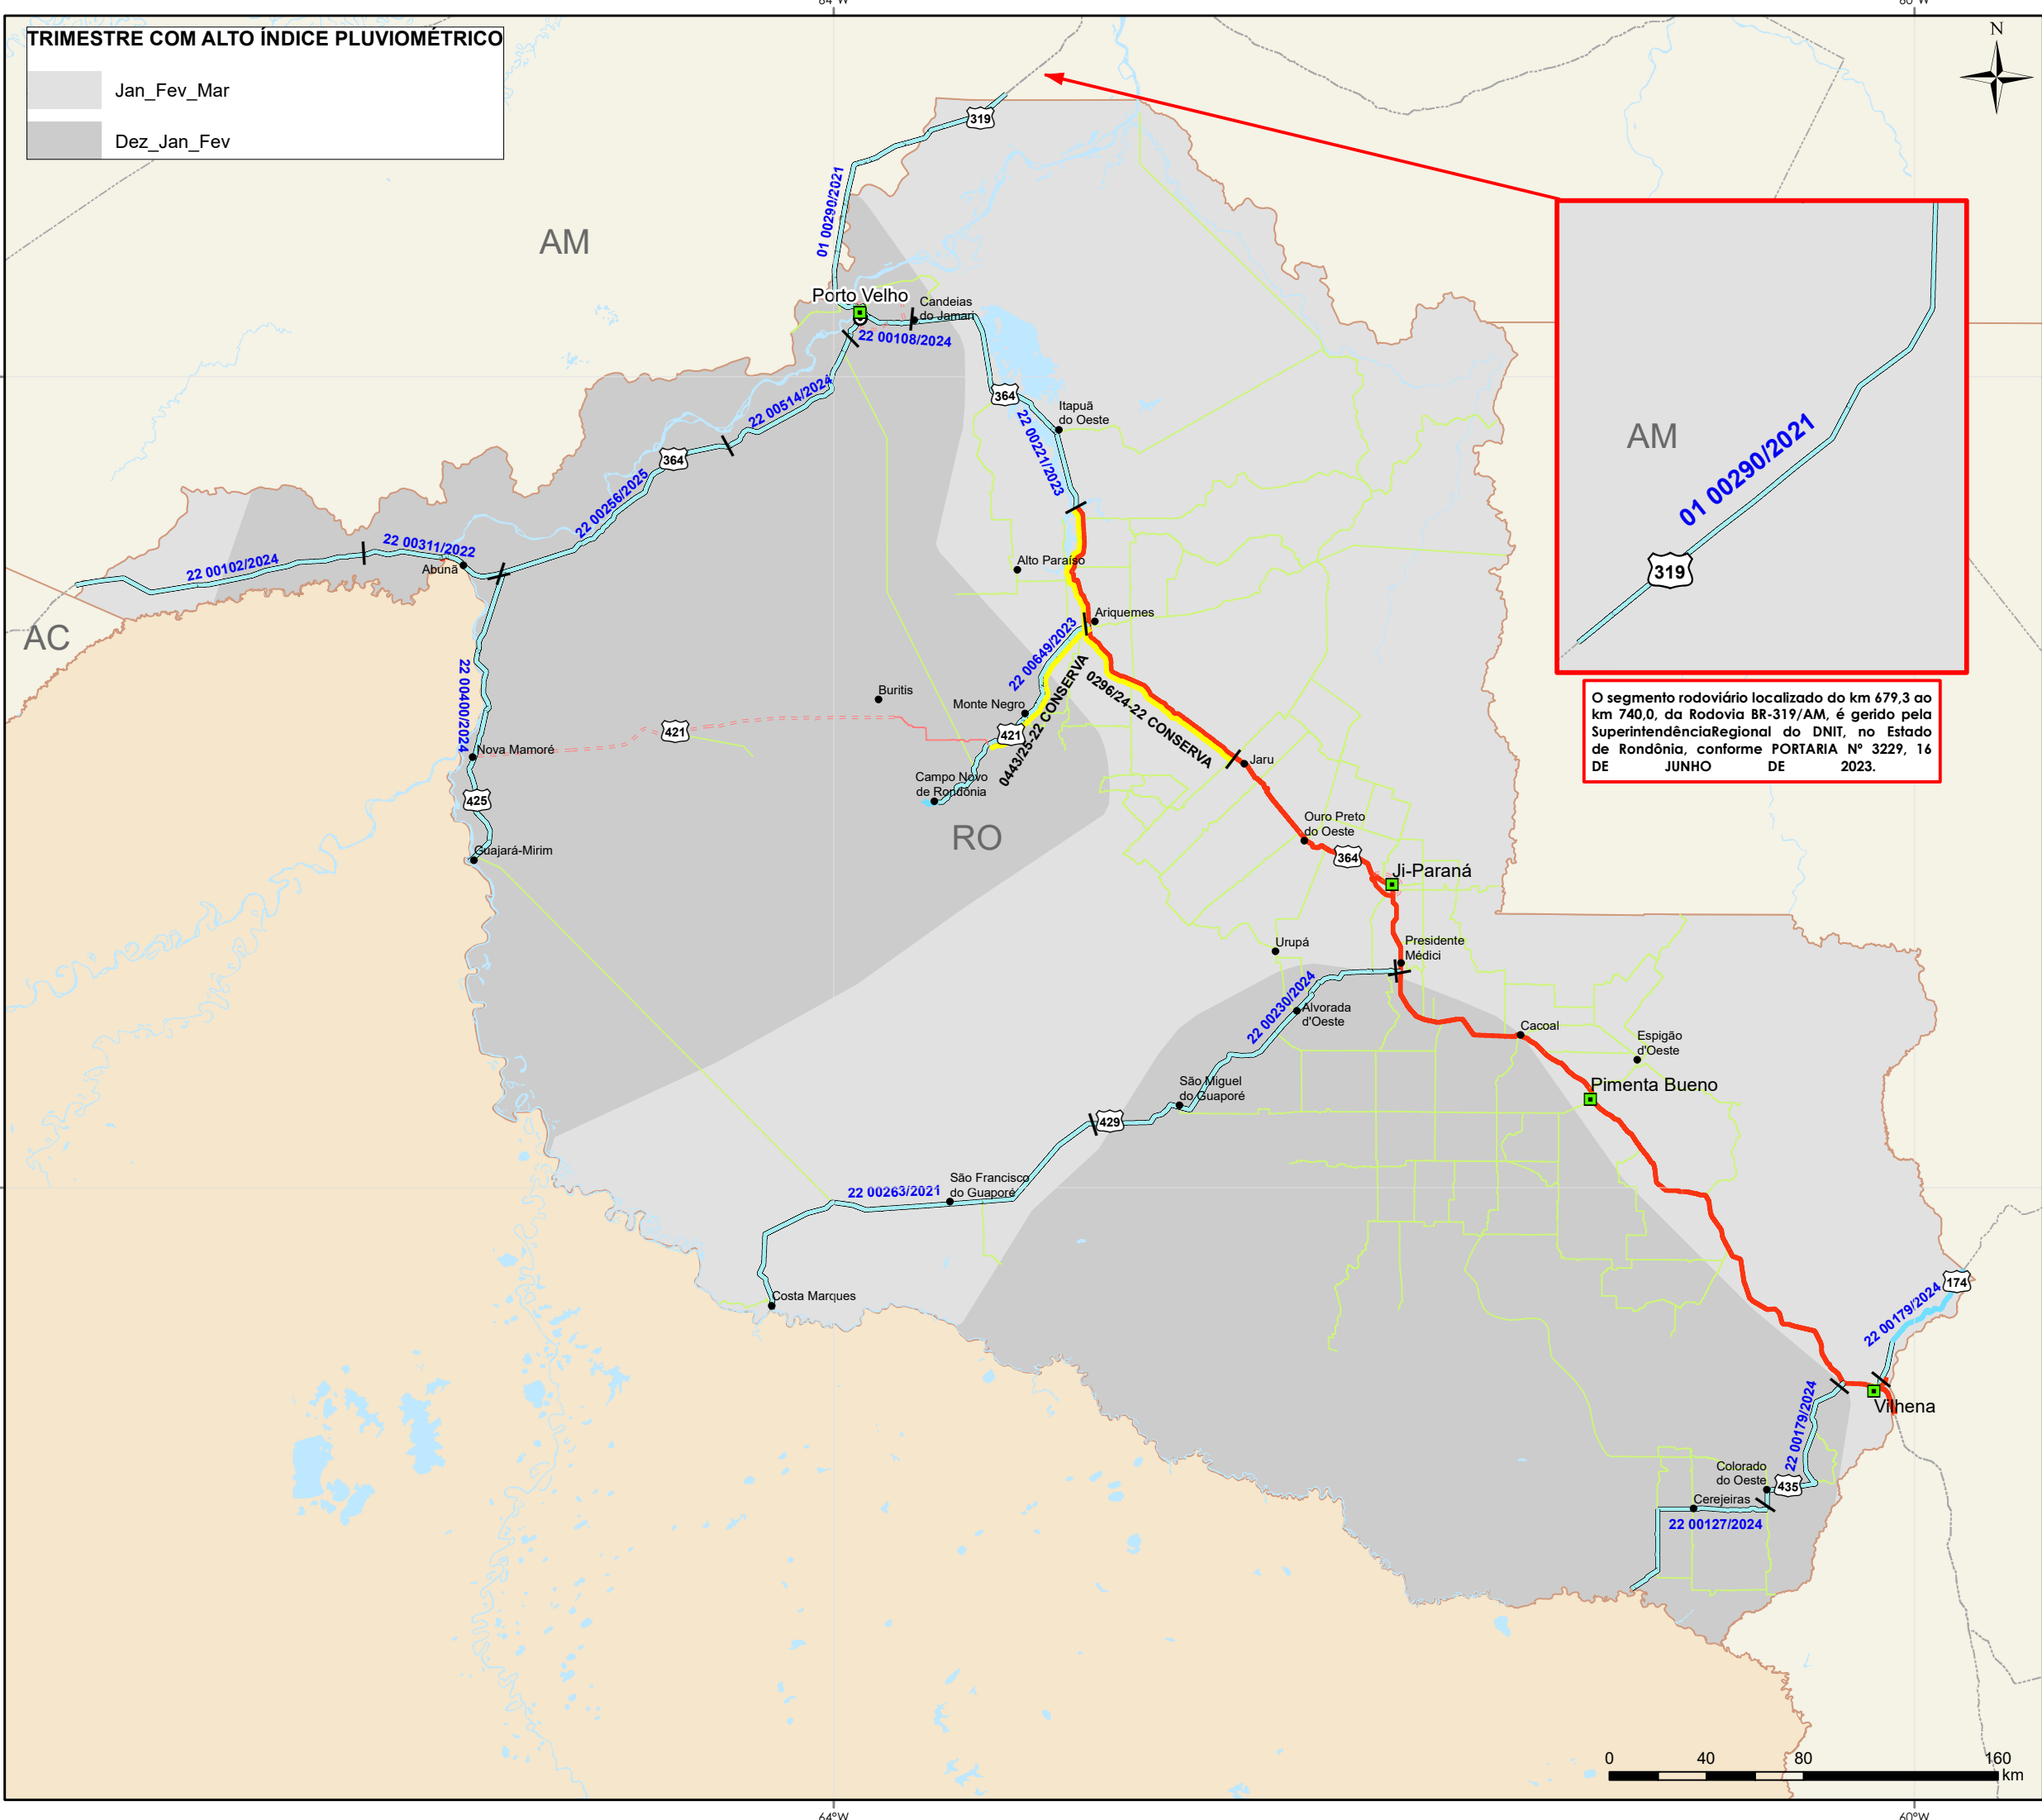 64°W
60°W
TRIMESTRE COM ALTO ÍNDICE PLUVIOMÉTRICO
Jan_Fev_Mar
Dez_Jan_Fev
N
319
01 00290/2021
AM
Porto Velho
Candeias
do Jamari
22 00108/2024
22 00514/2024
364
Itapuã
do Oeste
22 00221/2023
364
22 00256/2025
22 00311/2022
22 00102/2024
Abunã
Alto Paraíso
Ariquemes
AC
22 00400/2024
22 00649/2023
0443/25-22 CONSERVA
0296/24-22 CONSERVA
Buritis
Monte Negro
421
421
Nova Mamoré
Jaru
Campo Novo
de Rondônia
425
Guajará-Mirim
RO
Ouro Preto
do Oeste
364
Ji-Paraná
Urupá
Presidente
Médici
22 00230/2024
Alvorada
d'Oeste
Cacoal
Espigão
d'Oeste
Pimenta Bueno
São Miguel
do Guaporé
429
São Francisco
do Guaporé
22 00263/2021
Costa Marques
174
22 00179/2024
22 00179/2024
Vilhena
Colorado
do Oeste
435
Cerejeiras
22 00127/2024
AM
01 00290/2021
319
O segmento rodoviário localizado do km 679,3 ao
km 740,0, da Rodovia BR-319/AM, é gerido pela
SuperintendênciaRegional do DNIT, no Estado
de Rondônia, conforme PORTARIA Nº 3229, 16
DE JUNHO DE 2023.
0 40 80 160
km
64°W
60°W